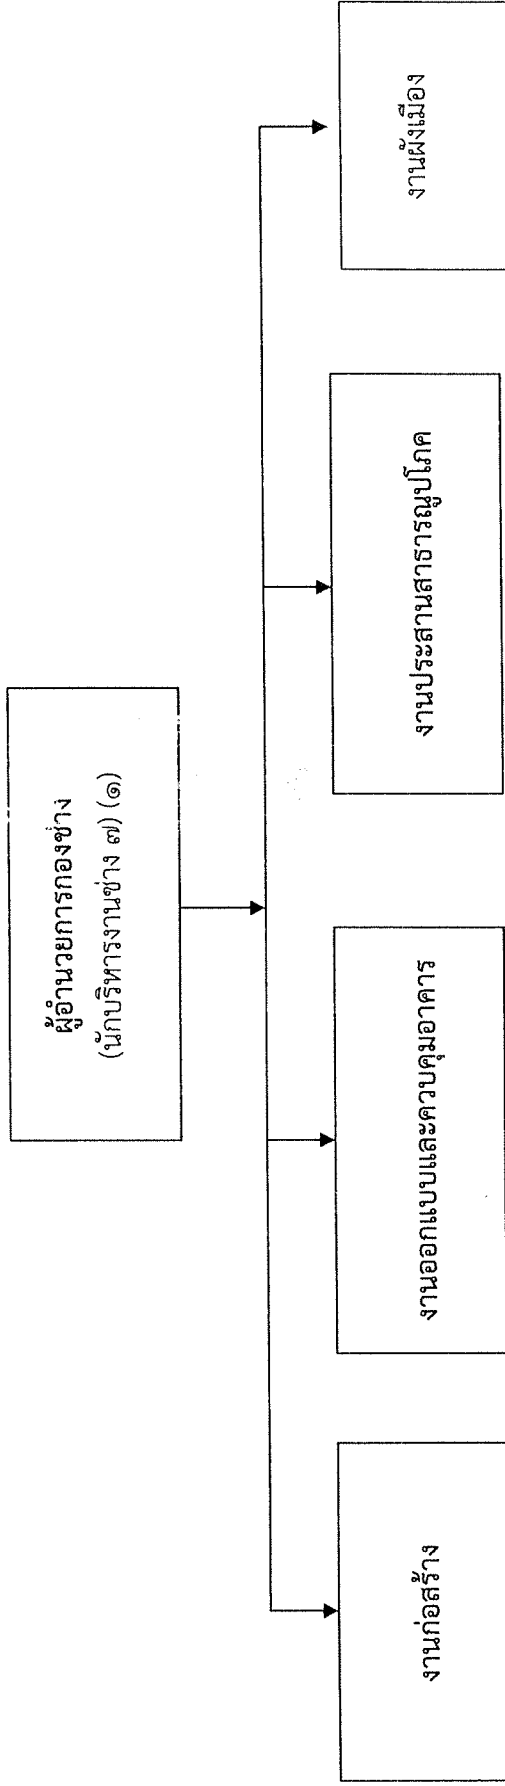 ผู้อำนวยการกองช่าง
(นักบริหารงานช่าง ๗) (๑)
งานก่อสร้าง
งานออกแบบและควบคุมอาคาร
งานประสานสาธารณูปโภค
งานผังเมือง